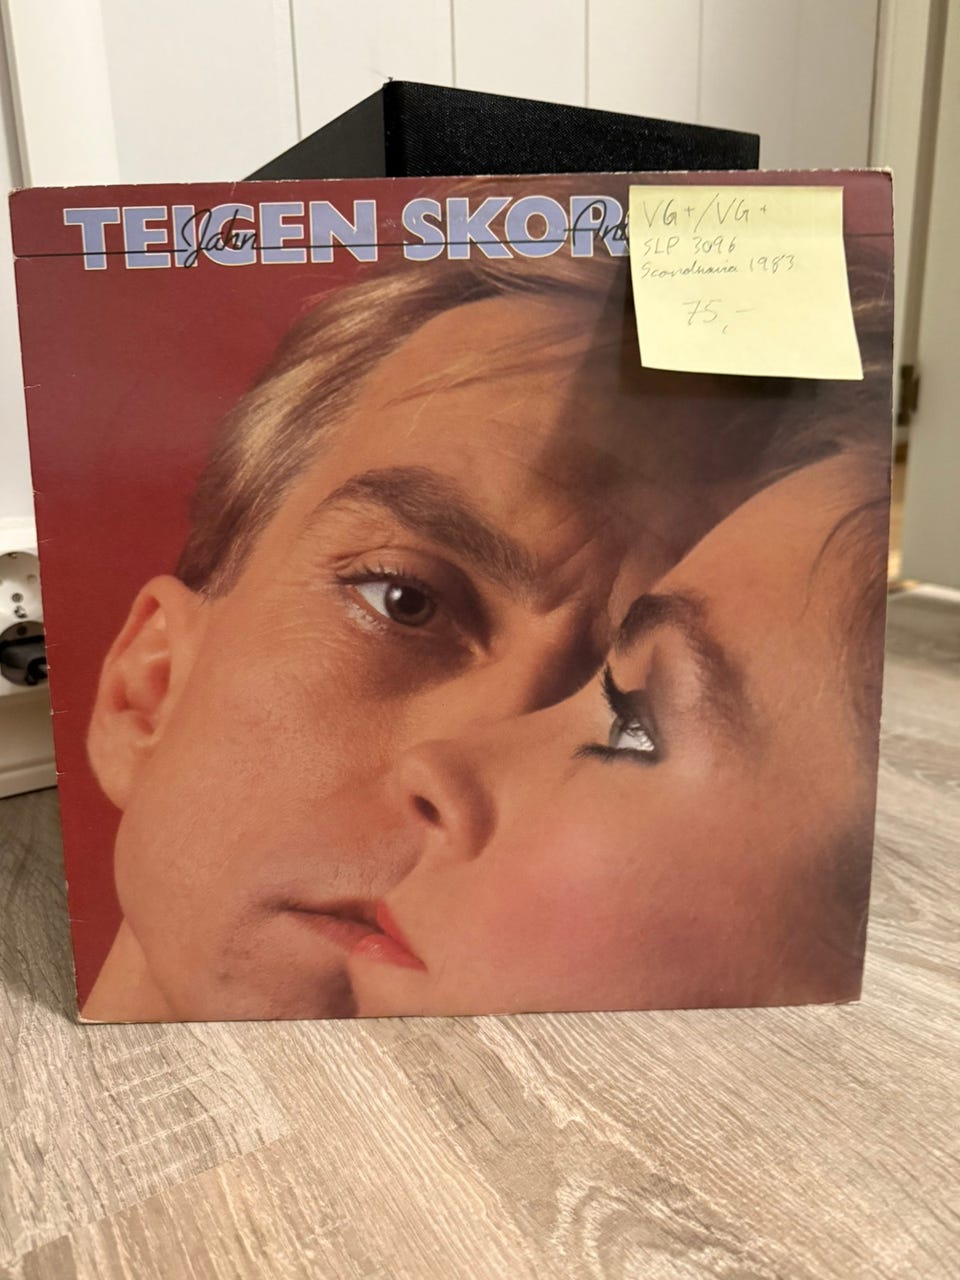 TEIGEN SKOR
Jahn
VG+/VG+
SLP 3096
Scandinavia 1983
75,-